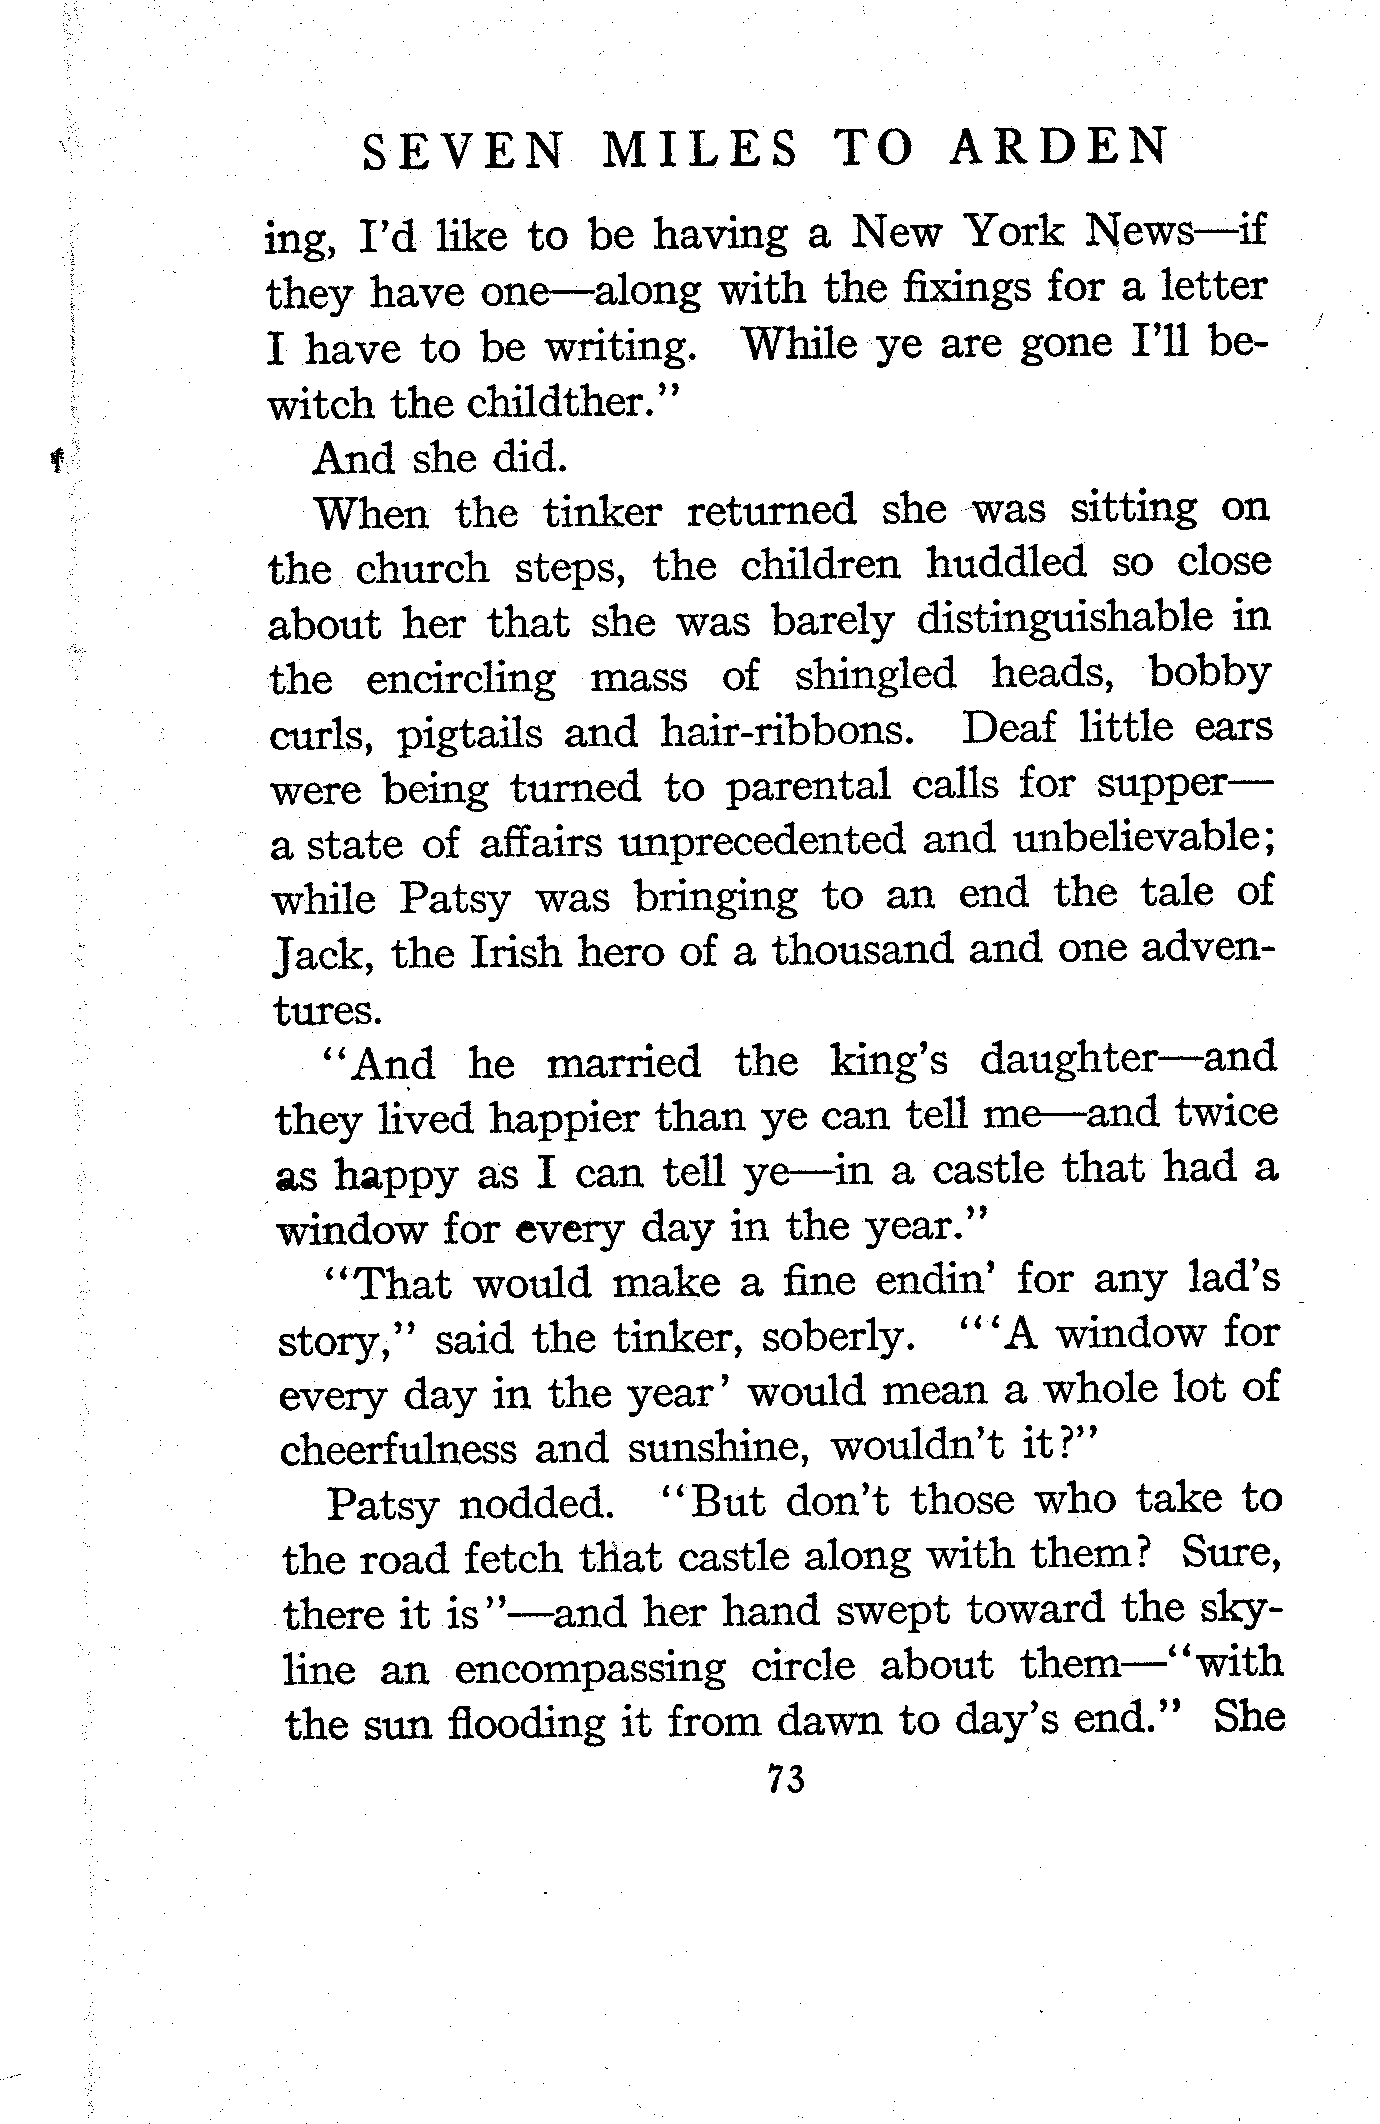 SEVEN MILES TO ARDEN
ing, I'd like to be having a New York News—if
they have one—along with the fixings for a letter
I have to be writing. While ye are gone I'll be-
witch the childther."
And she did.
When the tinker returned she was sitting on
the church steps, the children huddled so close
about her that she was barely distinguishable in
the encircling mass of shingled heads, bobby
curls, pigtails and hair-ribbons. Deaf little ears
were being turned to parental calls for supper—
a state of affairs unprecedented and unbelievable;
while Patsy was bringing to an end the tale of
Jack, the Irish hero of a thousand and one adven-
tures.
"And he married the king's daughter—and
they lived happier than ye can tell me—and twice
as happy as I can tell ye—in a castle that had a
window for every day in the year."
"That would make a fine endin' for any lad's
story," said the tinker, soberly. "'A window for
every day in the year' would mean a whole lot of
cheerfulness and sunshine, wouldn't it?"
Patsy nodded. "But don't those who take to
the road fetch that castle along with them? Sure,
there it is"—and her hand swept toward the sky-
line an encompassing circle about them—"with
the sun flooding it from dawn to day's end." She
73